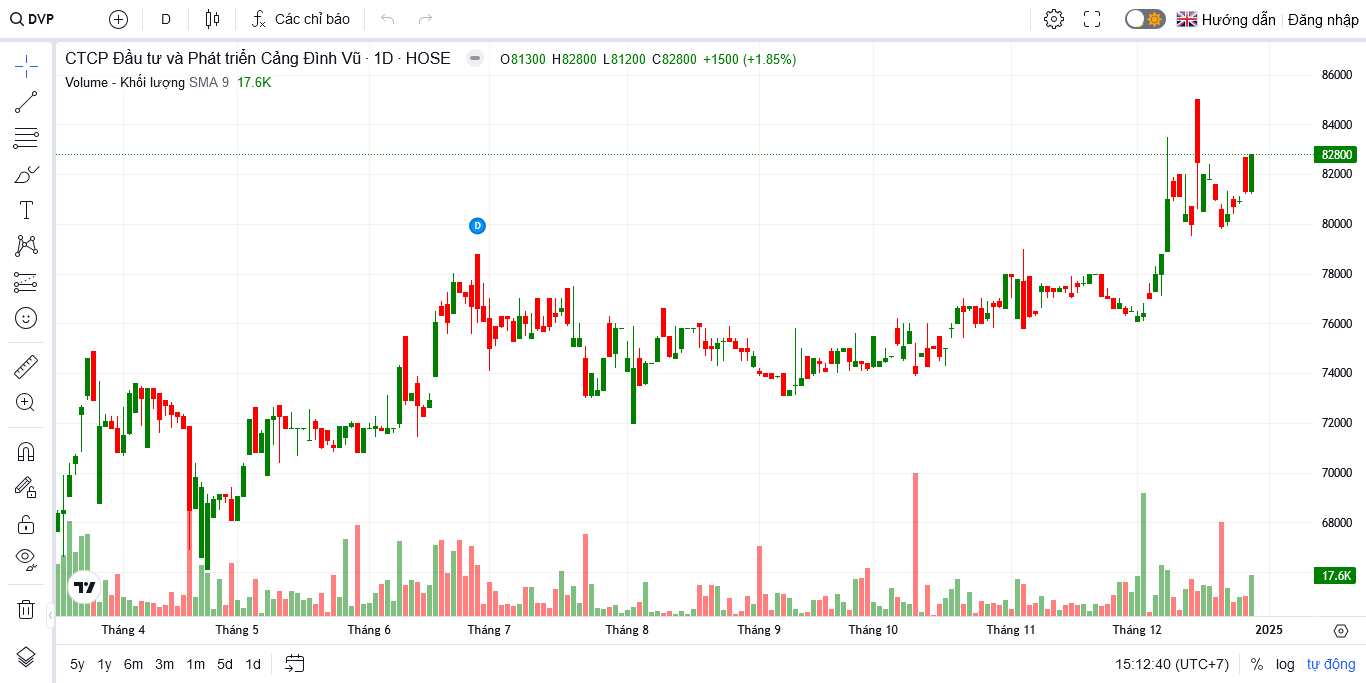 DVP D Các chỉ báo Hướng dẫn Đăng nhập
CTCP Đầu tư và Phát triển Cảng Đình Vũ · 1D · HOSE O81300 H82800 L81200 C82800 +1500 (+1.85%)
Volume - Khối lượng SMA 9 17.6K
86000
84000
82800
82000
D
80000
78000
76000
74000
72000
70000
68000
17.6K
Tháng 4 Tháng 5 Tháng 6 Tháng 7 Tháng 8 Tháng 9 Tháng 10 Tháng 11 Tháng 12 2025
5y 1y 6m 3m 1m 5d 1d 15:12:40 (UTC+7) % log tự động